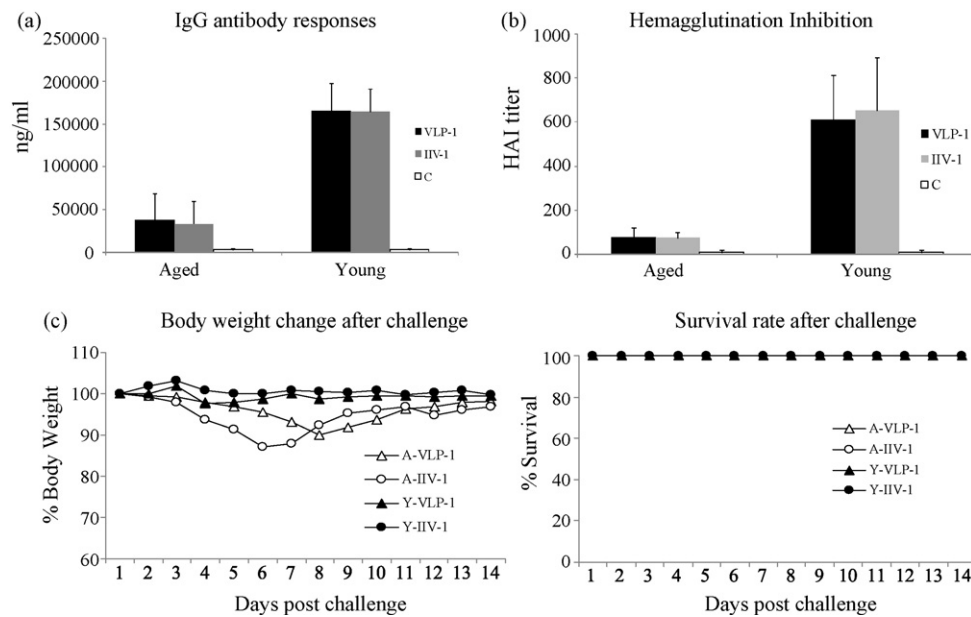 (a)
IgG antibody responses
250000
200000
150000
100000
50000
0
ng/ml
VLP-1
IIV-1
C
Aged
Young
(b)
Hemagglutination Inhibition
1000
800
600
400
200
0
HAI titer
VLP-1
IIV-1
C
Aged
Young
(c)
Body weight change after challenge
110
100
90
80
70
60
% Body Weight
A-VLP-1
A-IIV-1
Y-VLP-1
Y-IIV-1
1 2 3 4 5 6 7 8 9 10 11 12 13 14
Days post challenge
Survival rate after challenge
100
80
60
40
20
0
% Survival
A-VLP-1
A-IIV-1
Y-VLP-1
Y-IIV-1
1 2 3 4 5 6 7 8 9 10 11 12 13 14
Days post challenge